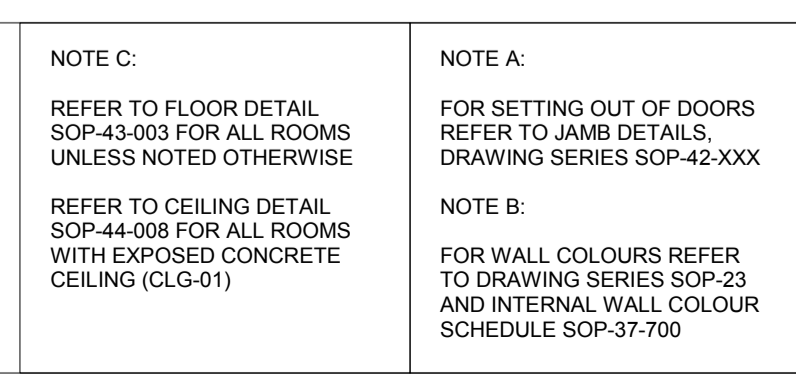 NOTE C:
REFER TO FLOOR DETAIL
SOP-43-003 FOR ALL ROOMS
UNLESS NOTED OTHERWISE
REFER TO CEILING DETAIL
SOP-44-008 FOR ALL ROOMS
WITH EXPOSED CONCRETE
CEILING (CLG-01)
NOTE A:
FOR SETTING OUT OF DOORS
REFER TO JAMB DETAILS,
DRAWING SERIES SOP-42-XXX
NOTE B:
FOR WALL COLOURS REFER
TO DRAWING SERIES SOP-23
AND INTERNAL WALL COLOUR
SCHEDULE SOP-37-700